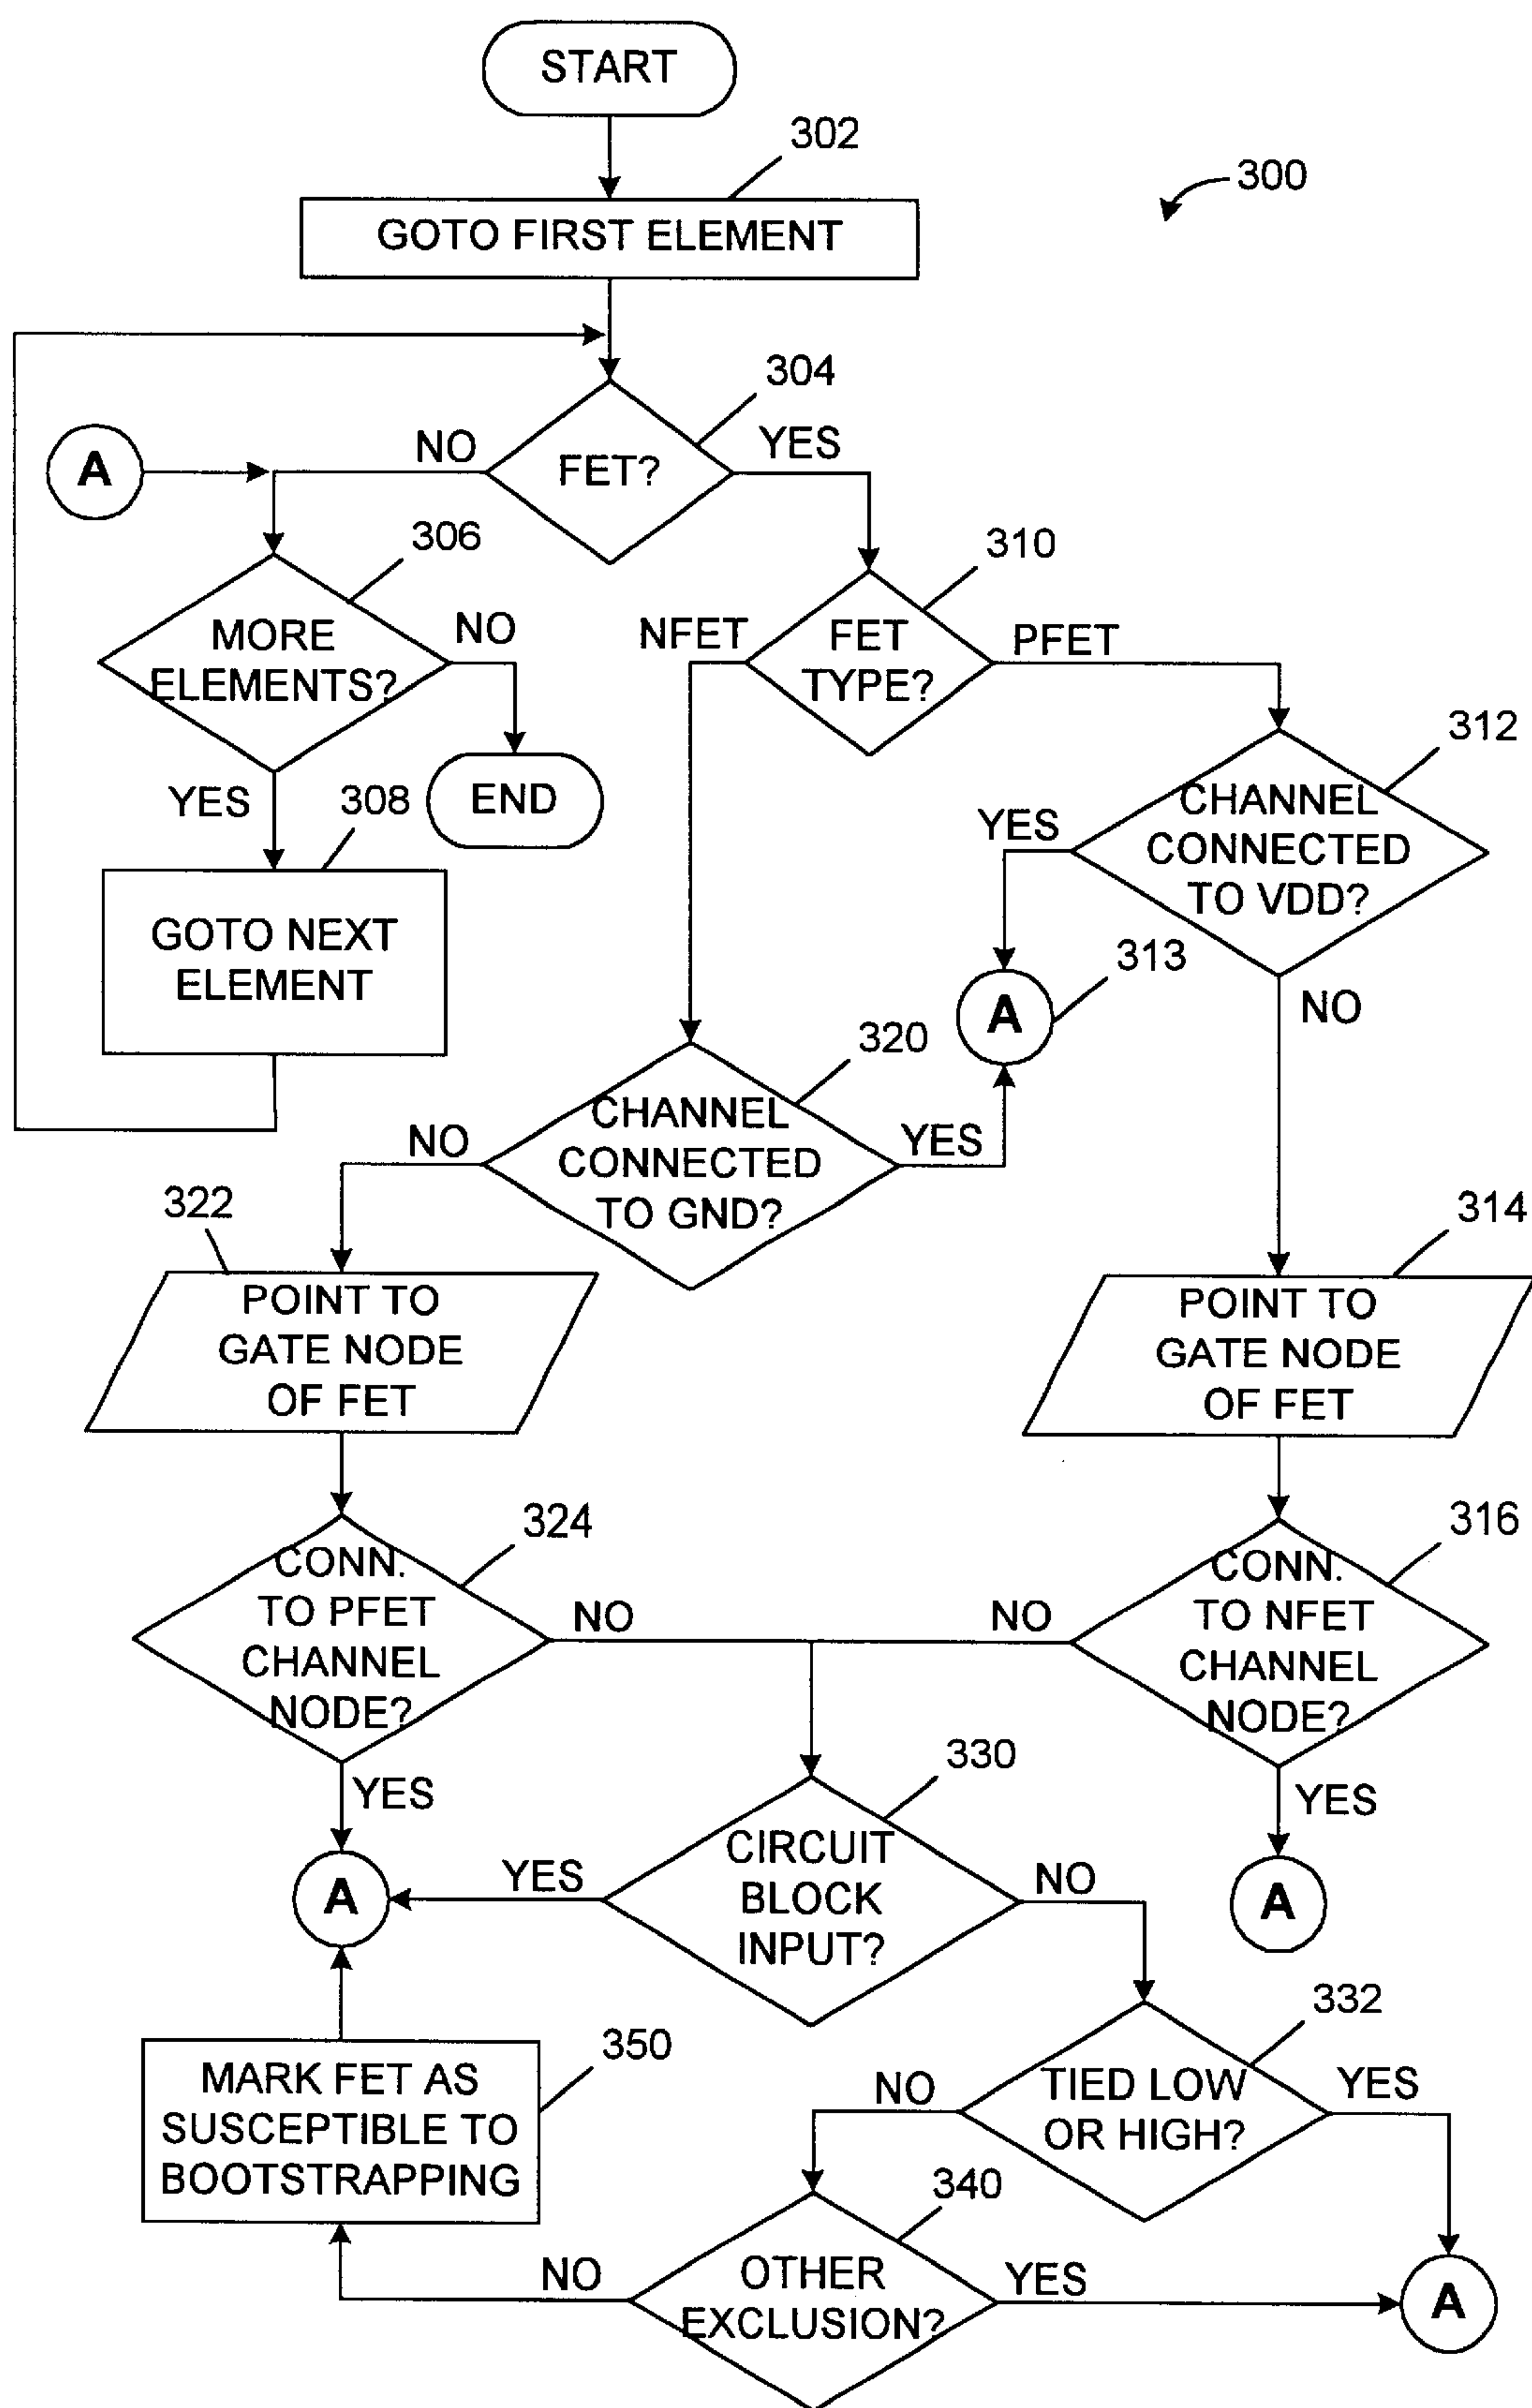 START
302
300
GOTO FIRST ELEMENT
304
NO
YES
A
FET?
306
310
MORE
ELEMENTS?
NO
NFET
FET
TYPE?
PFET
312
YES
308
END
YES
CHANNEL
CONNECTED
TO VDD?
GOTO NEXT
ELEMENT
313
A
NO
320
NO
CHANNEL
CONNECTED
TO GND?
YES
322
314
POINT TO
GATE NODE
OF FET
POINT TO
GATE NODE
OF FET
324
316
CONN.
TO PFET
CHANNEL
NODE?
NO
NO
CONN.
TO NFET
CHANNEL
NODE?
330
YES
YES
A
YES
CIRCUIT
BLOCK
INPUT?
NO
A
332
350
MARK FET AS
SUSCEPTIBLE TO
BOOTSTRAPPING
NO
TIED LOW
OR HIGH?
YES
340
NO
OTHER
EXCLUSION?
YES
A